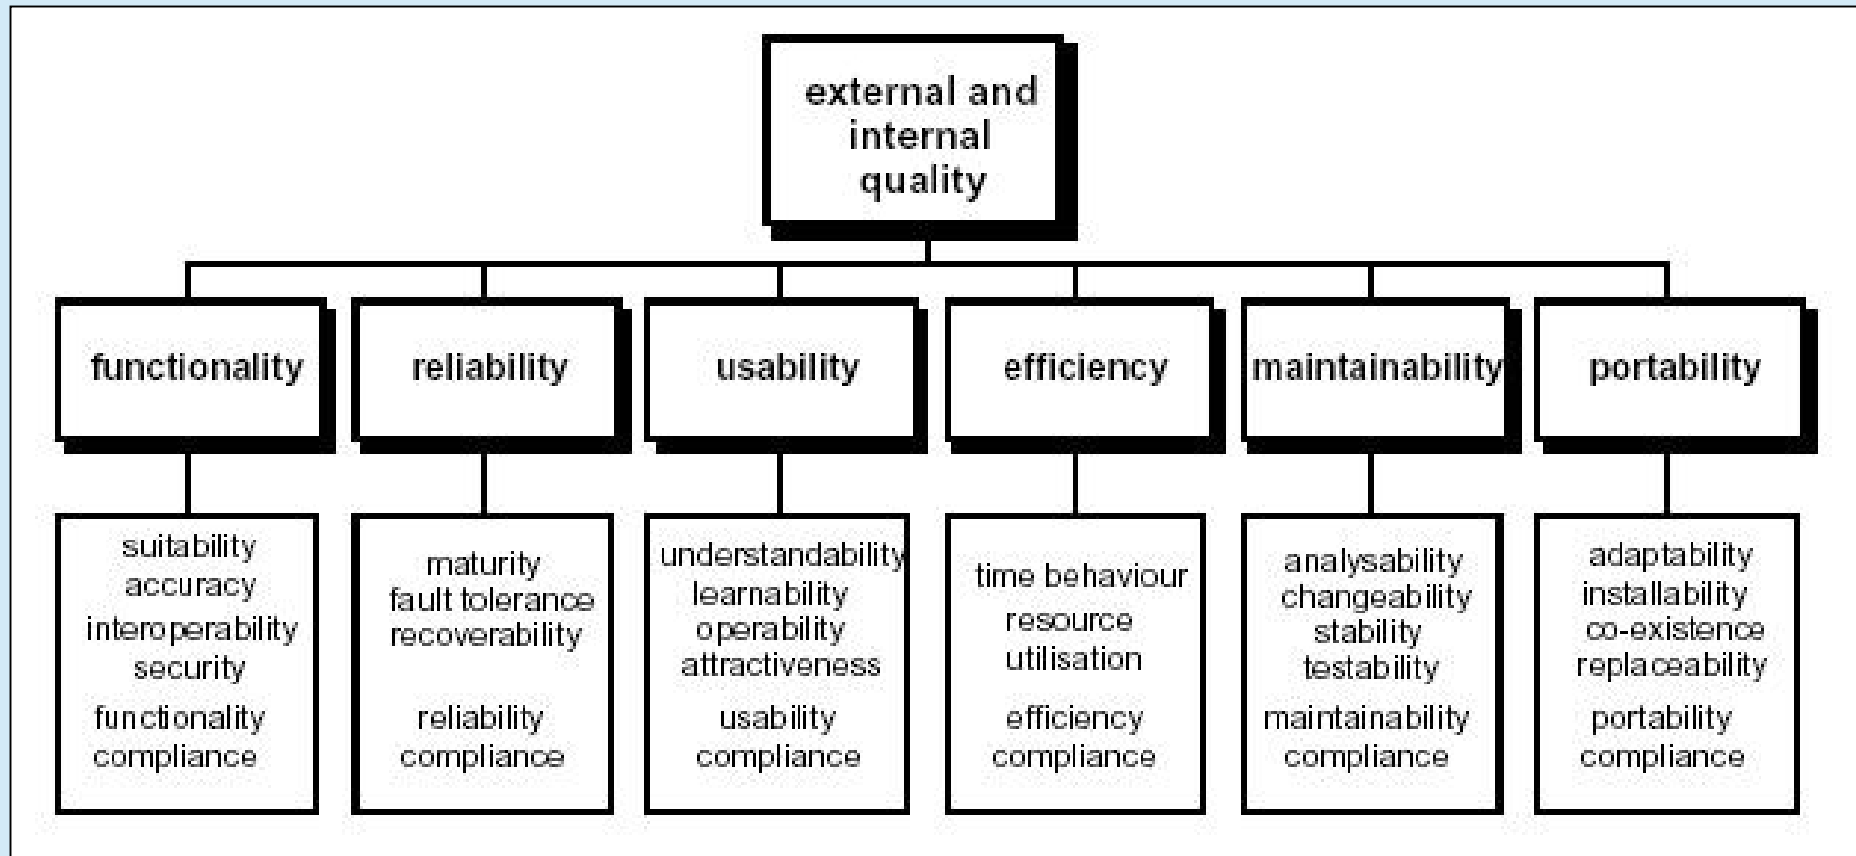 external and
internal
quality
functionality
reliability
usability
efficiency
maintainability
portability
suitability
accuracy
interoperability
security
functionality
compliance
maturity
fault tolerance
recoverability
reliability
compliance
understandability
learnability
operability
attractiveness
usability
compliance
time behaviour
resource
utilisation
efficiency
compliance
analysability
changeability
stability
testability
maintainability
compliance
adaptability
installability
co-existence
replaceability
portability
compliance